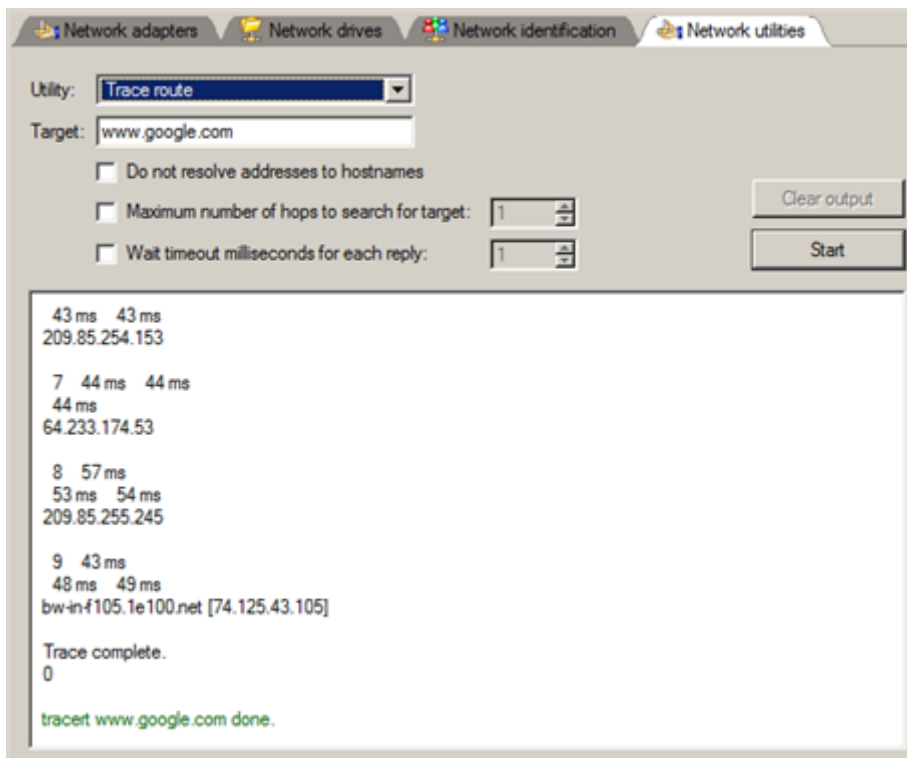 Network adapters Network drives Network identification Network utilities
Utility: Trace route
Target: www.google.com
Do not resolve addresses to hostnames
Maximum number of hops to search for target: 1
Clear output
Wait timeout milliseconds for each reply: 1
Start
43 ms 43 ms
209.85.254.153
7 44 ms 44 ms
44 ms
64.233.174.53
8 57 ms
53 ms 54 ms
209.85.255.245
9 43 ms
48 ms 49 ms
bw-in-f105.1e100.net [74.125.43.105]
Trace complete.
0
tracert www.google.com done.